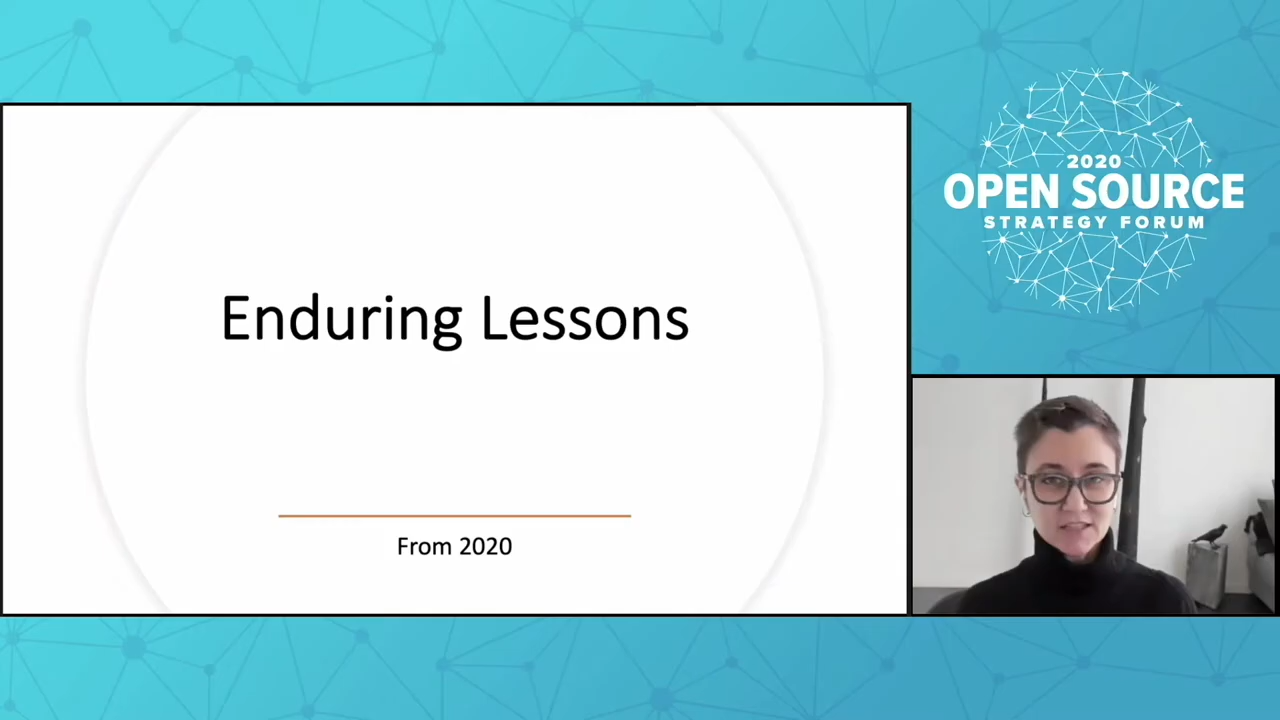 Enduring Lessons
From 2020
2020
OPEN SOURCE
STRATEGY FORUM